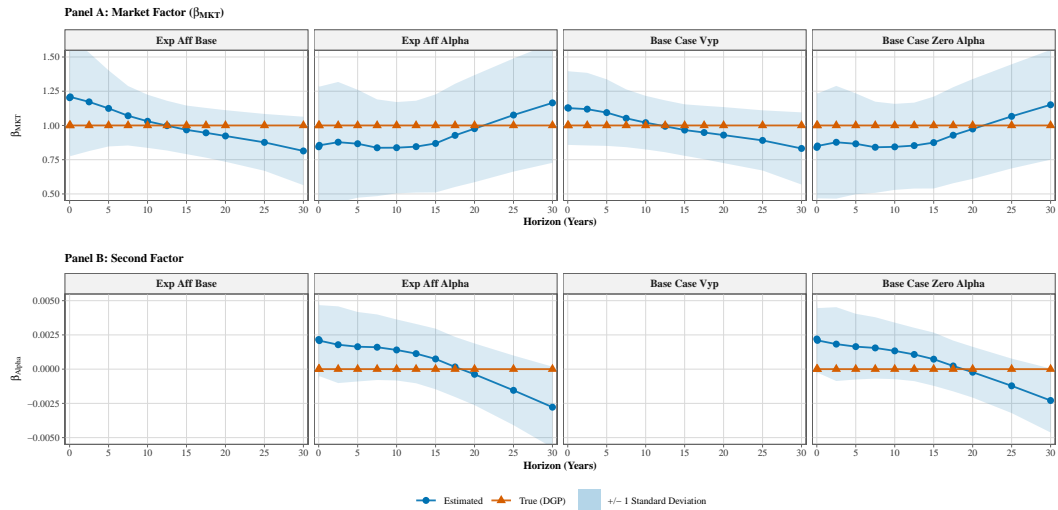 Panel A: Market Factor (β_MKT)
Exp Aff Base Exp Aff Alpha Base Case Vyp Base Case Zero Alpha
1.50
1.25
1.00
0.75
0.50
β_MKT
0 5 10 15 20 25 30 0 5 10 15 20 25 30 0 5 10 15 20 25 30 0 5 10 15 20 25 30
Horizon (Years)
Panel B: Second Factor
Exp Aff Base Exp Aff Alpha Base Case Vyp Base Case Zero Alpha
0.0050
0.0025
0.0000
−0.0025
−0.0050
β_Alpha
0 5 10 15 20 25 30 0 5 10 15 20 25 30 0 5 10 15 20 25 30 0 5 10 15 20 25 30
Horizon (Years)
Estimated True (DGP) +/− 1 Standard Deviation